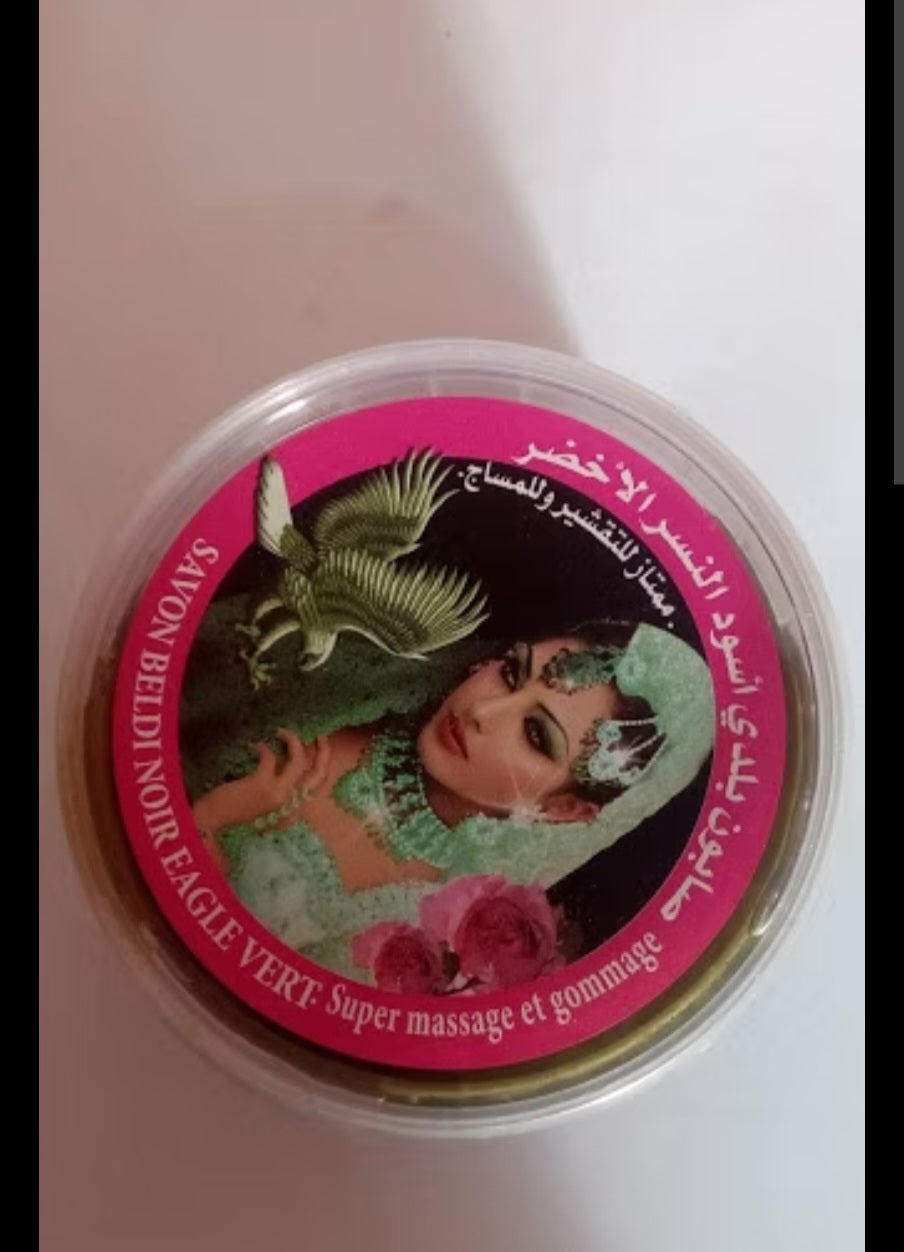 صابون بلدي أسود النسر الأخضر
.ممتاز للتقشير وللمساج.
SAVON BELDI NOIR EAGLE VERT. Super massage et gommage